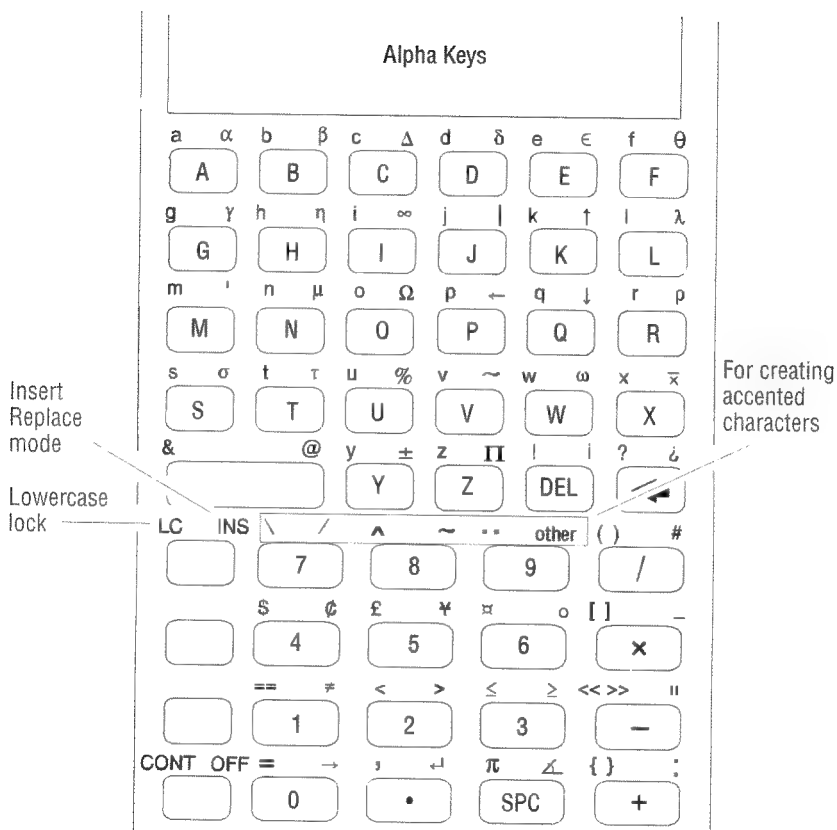 Alpha Keys
a α b β c Δ d δ e ∈ f θ
A B C D E F
g γ h η i ∞ j | k ↑ l λ
G H I J K L
m ' n μ o Ω p ← q ↓ r ρ
M N O P Q R
s σ t τ u % v ~ w ω x x̅
S T U V W X
& @ y ± z Π ! ¡ ? ¿
Y Z DEL
Insert
Replace
mode
Lowercase
lock
For creating
accented
characters
LC INS \ / ^ ~ ·· other ( ) #
7 8 9 /
$ ¢ £ ¥ ¤ o [ ] _
4 5 6 ×
== ≠ < > ≤ ≥ << >> "
1 2 3 −
CONT OFF = → , ↵ π ∡ { } :
0 • SPC +